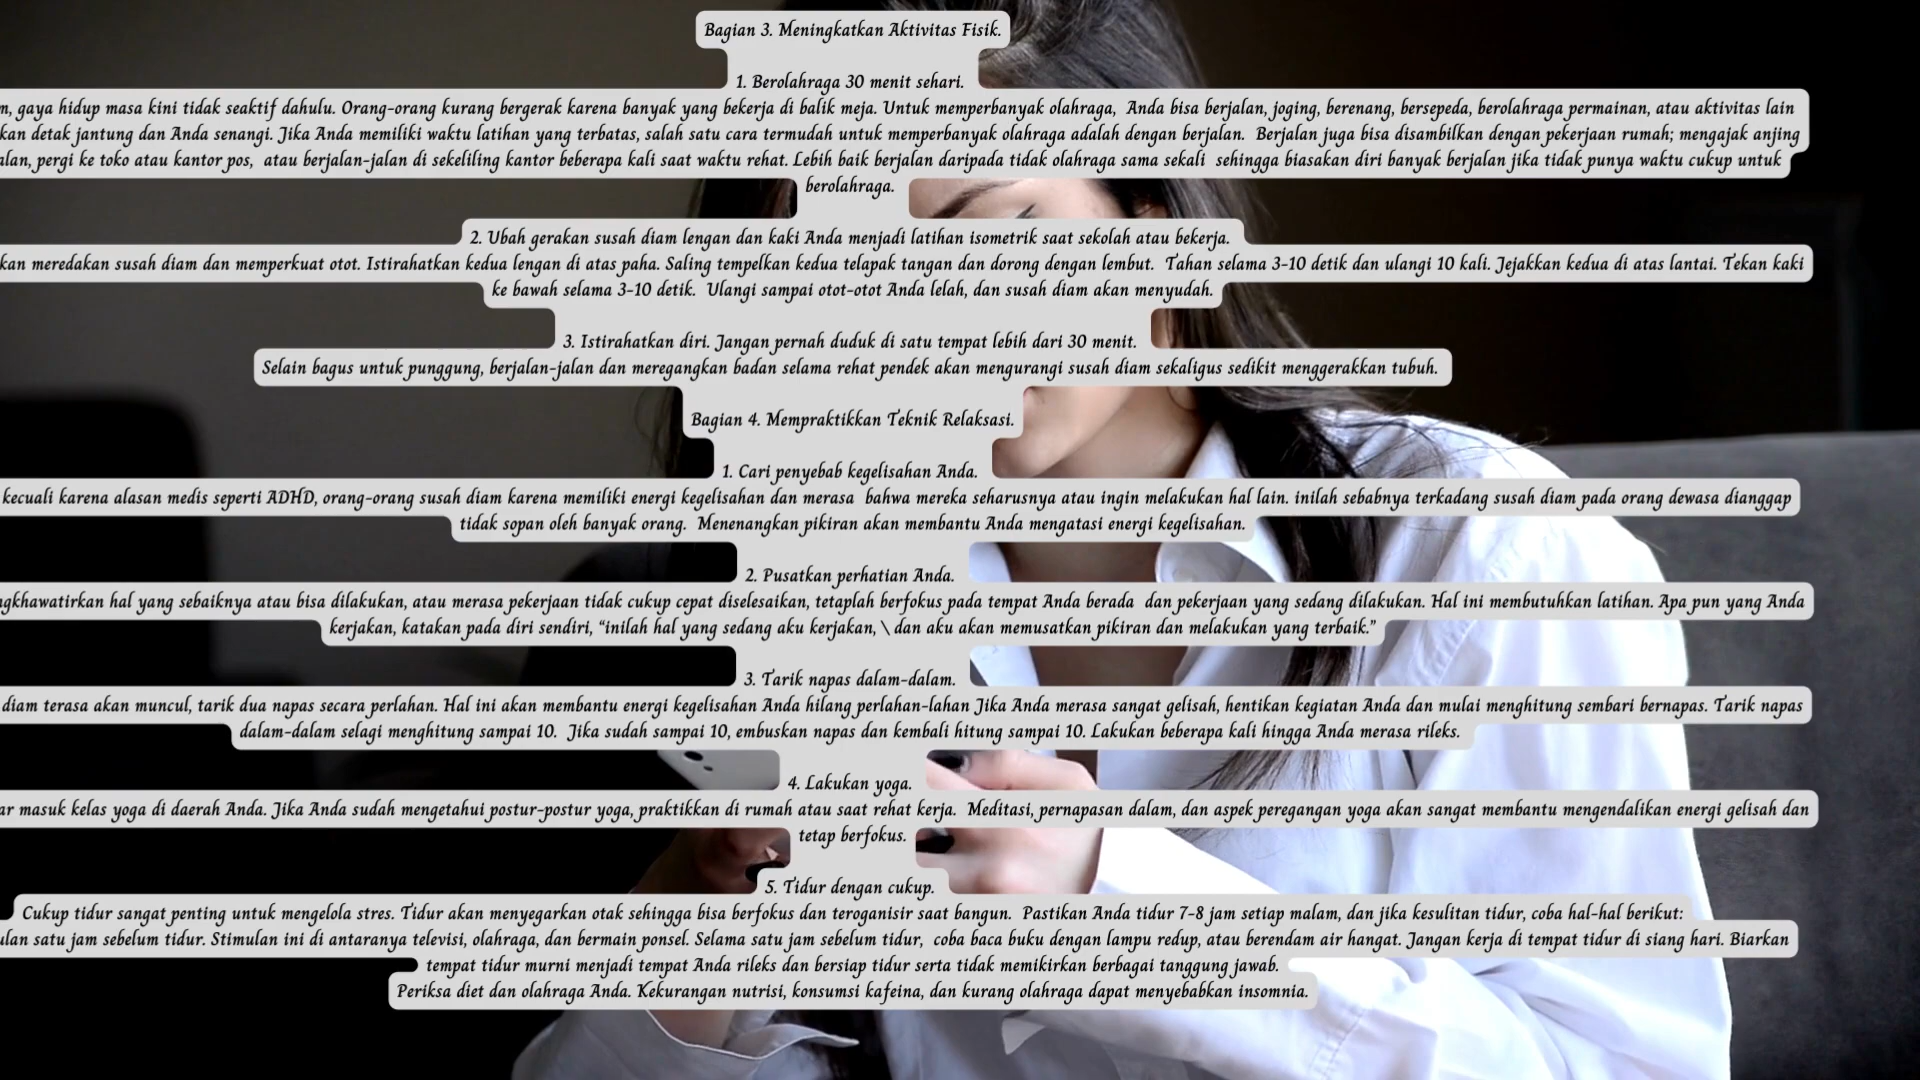 Bagian 3. Meningkatkan Aktivitas Fisik.
1. Berolahraga 30 menit sehari.
gaya hidup masa kini tidak seaktif dahulu. Orang-orang kurang bergerak karena banyak yang bekerja di balik meja. Untuk memperbanyak olahraga, Anda bisa berjalan, joging, berenang, bersepeda, berolahraga permainan, atau aktivitas lain
detak jantung dan Anda senangi. Jika Anda memiliki waktu latihan yang terbatas, salah satu cara termudah untuk memperbanyak olahraga adalah dengan berjalan. Berjalan juga bisa disambilkan dengan pekerjaan rumah; mengajak anjing
pergi ke toko atau kantor pos, atau berjalan-jalan di sekeliling kantor beberapa kali saat waktu rehat. Lebih baik berjalan daripada tidak olahraga sama sekali sehingga biasakan diri banyak berjalan jika tidak punya waktu cukup untuk
berolahraga.
2. Ubah gerakan susah diam lengan dan kaki Anda menjadi latihan isometrik saat sekolah atau bekerja.
meredakan susah diam dan memperkuat otot. Istirahatkan kedua lengan di atas paha. Saling tempelkan kedua telapak tangan dan dorong dengan lembut. Tahan selama 3-10 detik dan ulangi 10 kali. Jejakkan kedua di atas lantai. Tekan kaki
ke bawah selama 3-10 detik. Ulangi sampai otot-otot Anda lelah, dan susah diam akan menyudah.
3. Istirahatkan diri. Jangan pernah duduk di satu tempat lebih dari 30 menit.
Selain bagus untuk punggung, berjalan-jalan dan meregangkan badan selama rehat pendek akan mengurangi susah diam sekaligus sedikit menggerakkan tubuh.
Bagian 4. Mempraktikkan Teknik Relaksasi.
1. Cari penyebab kegelisahan Anda.
kecuali karena alasan medis seperti ADHD, orang-orang susah diam karena memiliki energi kegelisahan dan merasa bahwa mereka seharusnya atau ingin melakukan hal lain. inilah sebabnya terkadang susah diam pada orang dewasa dianggap
tidak sopan oleh banyak orang. Menenangkan pikiran akan membantu Anda mengatasi energi kegelisahan.
2. Pusatkan perhatian Anda.
hal yang sebaiknya atau bisa dilakukan, atau merasa pekerjaan tidak cukup cepat diselesaikan, tetaplah berfokus pada tempat Anda berada dan pekerjaan yang sedang dilakukan. Hal ini membutuhkan latihan. Apa pun yang Anda
kerjakan, katakan pada diri sendiri, “inilah hal yang sedang aku kerjakan, \ dan aku akan memusatkan pikiran dan melakukan yang terbaik.”
3. Tarik napas dalam-dalam.
diam terasa akan muncul, tarik dua napas secara perlahan. Hal ini akan membantu energi kegelisahan Anda hilang perlahan-lahan Jika Anda merasa sangat gelisah, hentikan kegiatan Anda dan mulai menghitung sembari bernapas. Tarik napas
dalam-dalam selagi menghitung sampai 10. Jika sudah sampai 10, embuskan napas dan kembali hitung sampai 10. Lakukan beberapa kali hingga Anda merasa rileks.
4. Lakukan yoga.
masuk kelas yoga di daerah Anda. Jika Anda sudah mengetahui postur-postur yoga, praktikkan di rumah atau saat rehat kerja. Meditasi, pernapasan dalam, dan aspek peregangan yoga akan sangat membantu mengendalikan energi gelisah dan
tetap berfokus.
5. Tidur dengan cukup.
Cukup tidur sangat penting untuk mengelola stres. Tidur akan menyegarkan otak sehingga bisa berfokus dan teroganisir saat bangun. Pastikan Anda tidur 7-8 jam setiap malam, dan jika kesulitan tidur, coba hal-hal berikut:
satu jam sebelum tidur. Stimulan ini di antaranya televisi, olahraga, dan bermain ponsel. Selama satu jam sebelum tidur, coba baca buku dengan lampu redup, atau berendam air hangat. Jangan kerja di tempat tidur di siang hari. Biarkan
tempat tidur murni menjadi tempat Anda rileks dan bersiap tidur serta tidak memikirkan berbagai tanggung jawab.
Periksa diet dan olahraga Anda. Kekurangan nutrisi, konsumsi kafeina, dan kurang olahraga dapat menyebabkan insomnia.